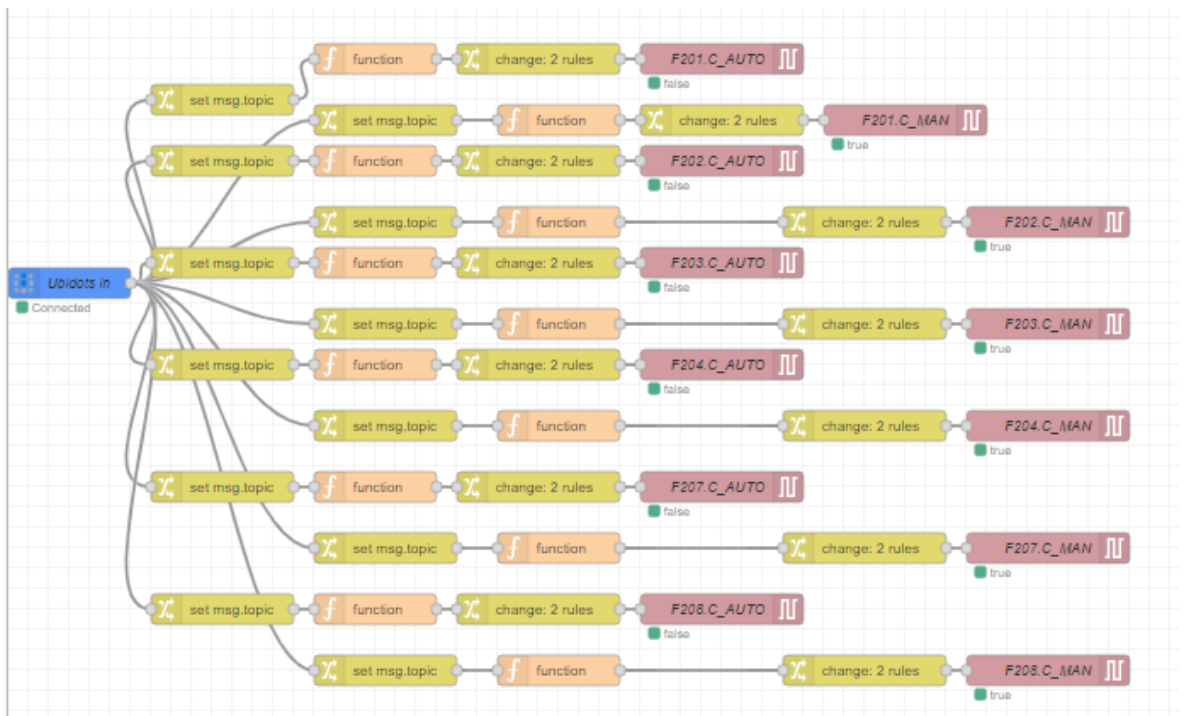 function change: 2 rules F201.C_AUTO
false
set msg.topic
set msg.topic function change: 2 rules F201.C_MAN
true
set msg.topic function change: 2 rules F202.C_AUTO
false
set msg.topic function change: 2 rules F202.C_MAN
true
set msg.topic function change: 2 rules F203.C_AUTO
false
Ubidots in
Connected
set msg.topic function change: 2 rules F203.C_MAN
true
set msg.topic function change: 2 rules F204.C_AUTO
false
set msg.topic function change: 2 rules F204.C_MAN
true
set msg.topic function change: 2 rules F207.C_AUTO
false
set msg.topic function change: 2 rules F207.C_MAN
true
set msg.topic function change: 2 rules F208.C_AUTO
false
set msg.topic function change: 2 rules F208.C_MAN
true